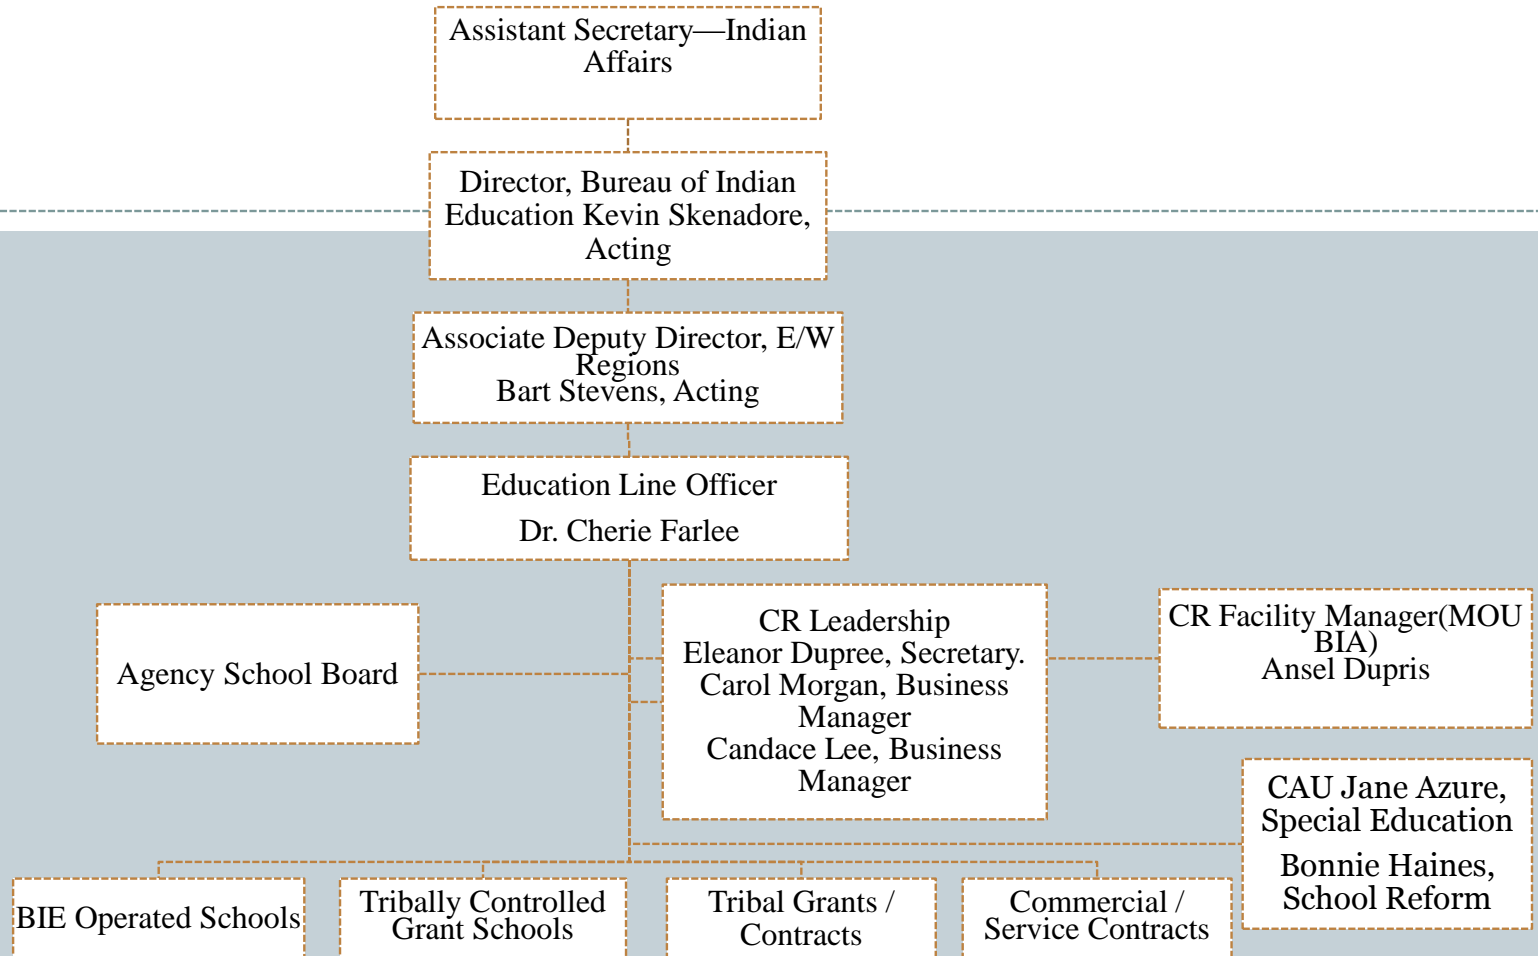 Assistant Secretary—Indian
Affairs
Director, Bureau of Indian
Education Kevin Skenadore,
Acting
Associate Deputy Director, E/W
Regions
Bart Stevens, Acting
Education Line Officer
Dr. Cherie Farlee
Agency School Board
CR Leadership
Eleanor Dupree, Secretary.
Carol Morgan, Business
Manager
Candace Lee, Business
Manager
CR Facility Manager(MOU
BIA)
Ansel Dupris
CAU Jane Azure,
Special Education
Bonnie Haines,
School Reform
BIE Operated Schools
Tribally Controlled
Grant Schools
Tribal Grants /
Contracts
Commercial /
Service Contracts